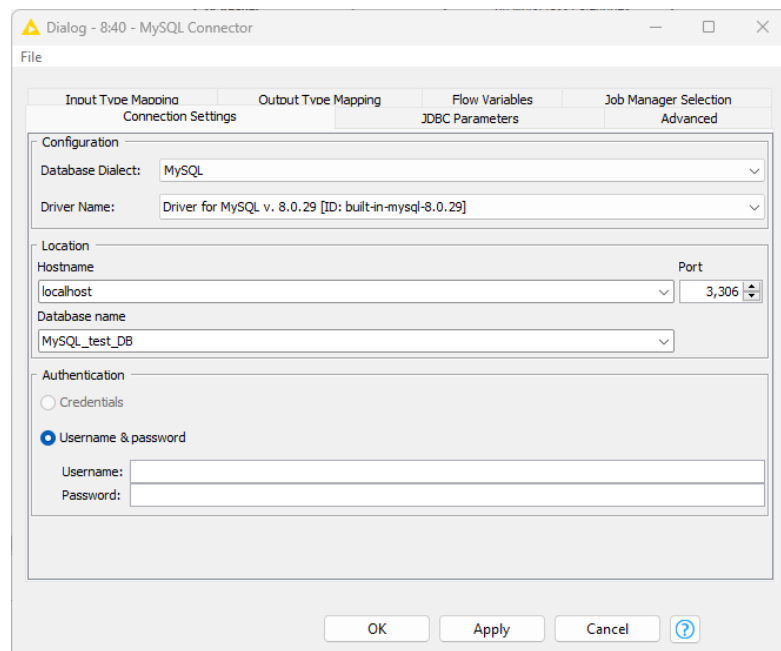 Dialog - 8:40 - MySQL Connector
File
Input Type Mapping Output Type Mapping Flow Variables Job Manager Selection
Connection Settings JDBC Parameters Advanced
Configuration
Database Dialect: MySQL
Driver Name: Driver for MySQL v. 8.0.29 [ID: built-in-mysql-8.0.29]
Location
Hostname Port
localhost 3,306
Database name
MySQL_test_DB
Authentication
Credentials
Username & password
Username:
Password:
OK Apply Cancel ?